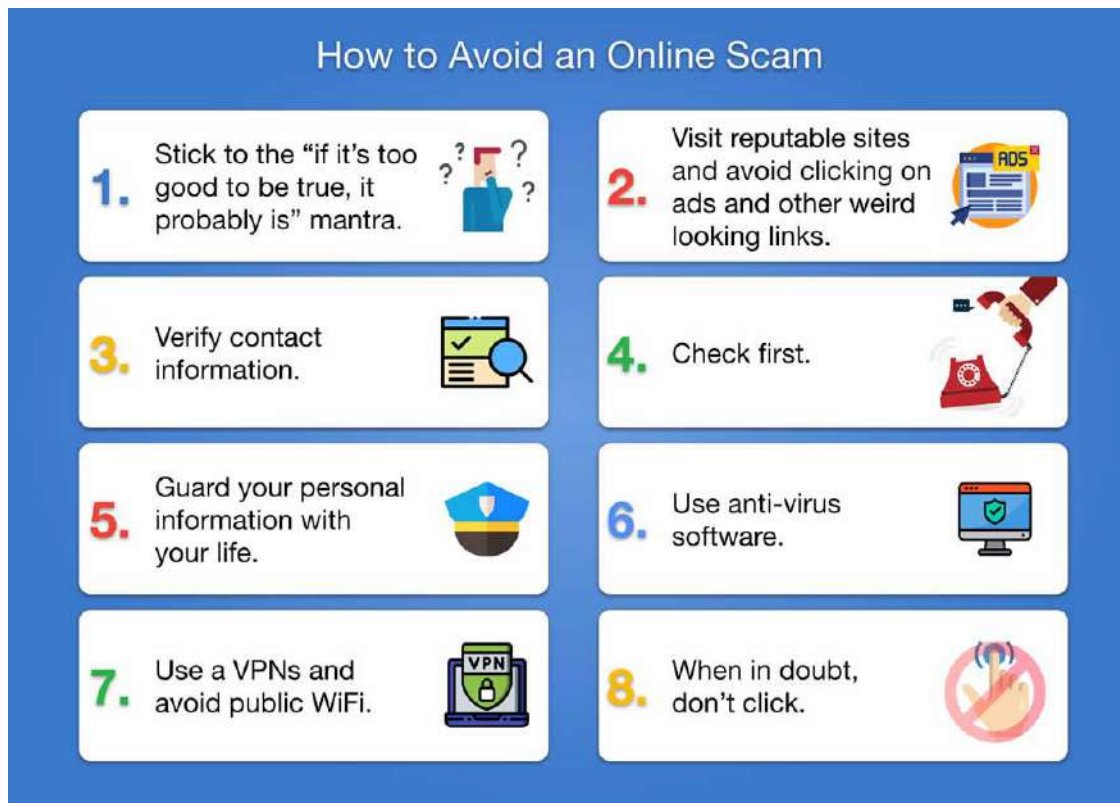 How to Avoid an Online Scam
1.
Stick to the “if it's too
good to be true, it
probably is” mantra.
2.
Visit reputable sites
and avoid clicking on
ads and other weird
looking links.
ADS
3.
Verify contact
information.
4.
Check first.
5.
Guard your personal
information with
your life.
6.
Use anti-virus
software.
7.
Use a VPNs and
avoid public WiFi.
VPN
8.
When in doubt,
don't click.